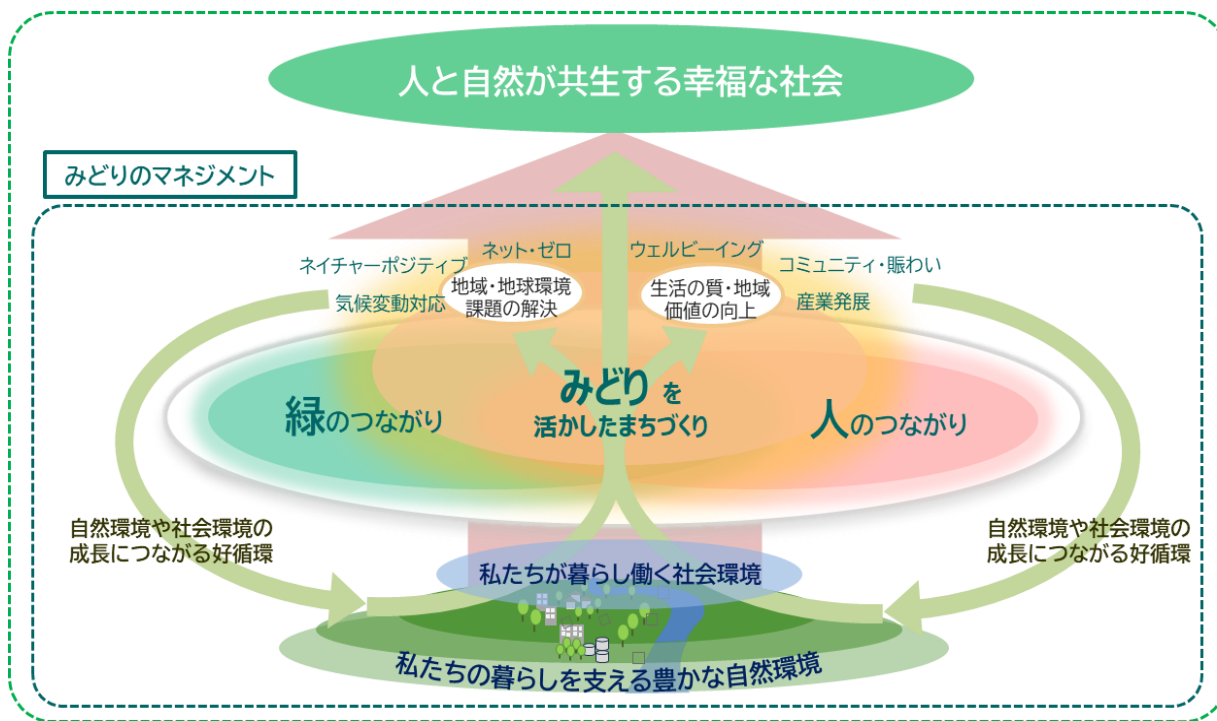 人と自然が共生する幸福な社会
みどりのマネジメント
ネット・ゼロ
ウェルビーイング
ネイチャーポジティブ
コミュニティ・賑わい
気候変動対応
地域・地球環境
課題の解決
生活の質・地域
価値の向上
産業発展
緑のつながり
みどりを
活かしたまちづくり
人のつながり
自然環境や社会環境の
成長につながる好循環
自然環境や社会環境の
成長につながる好循環
私たちが暮らし働く社会環境
私たちの暮らしを支える豊かな自然環境